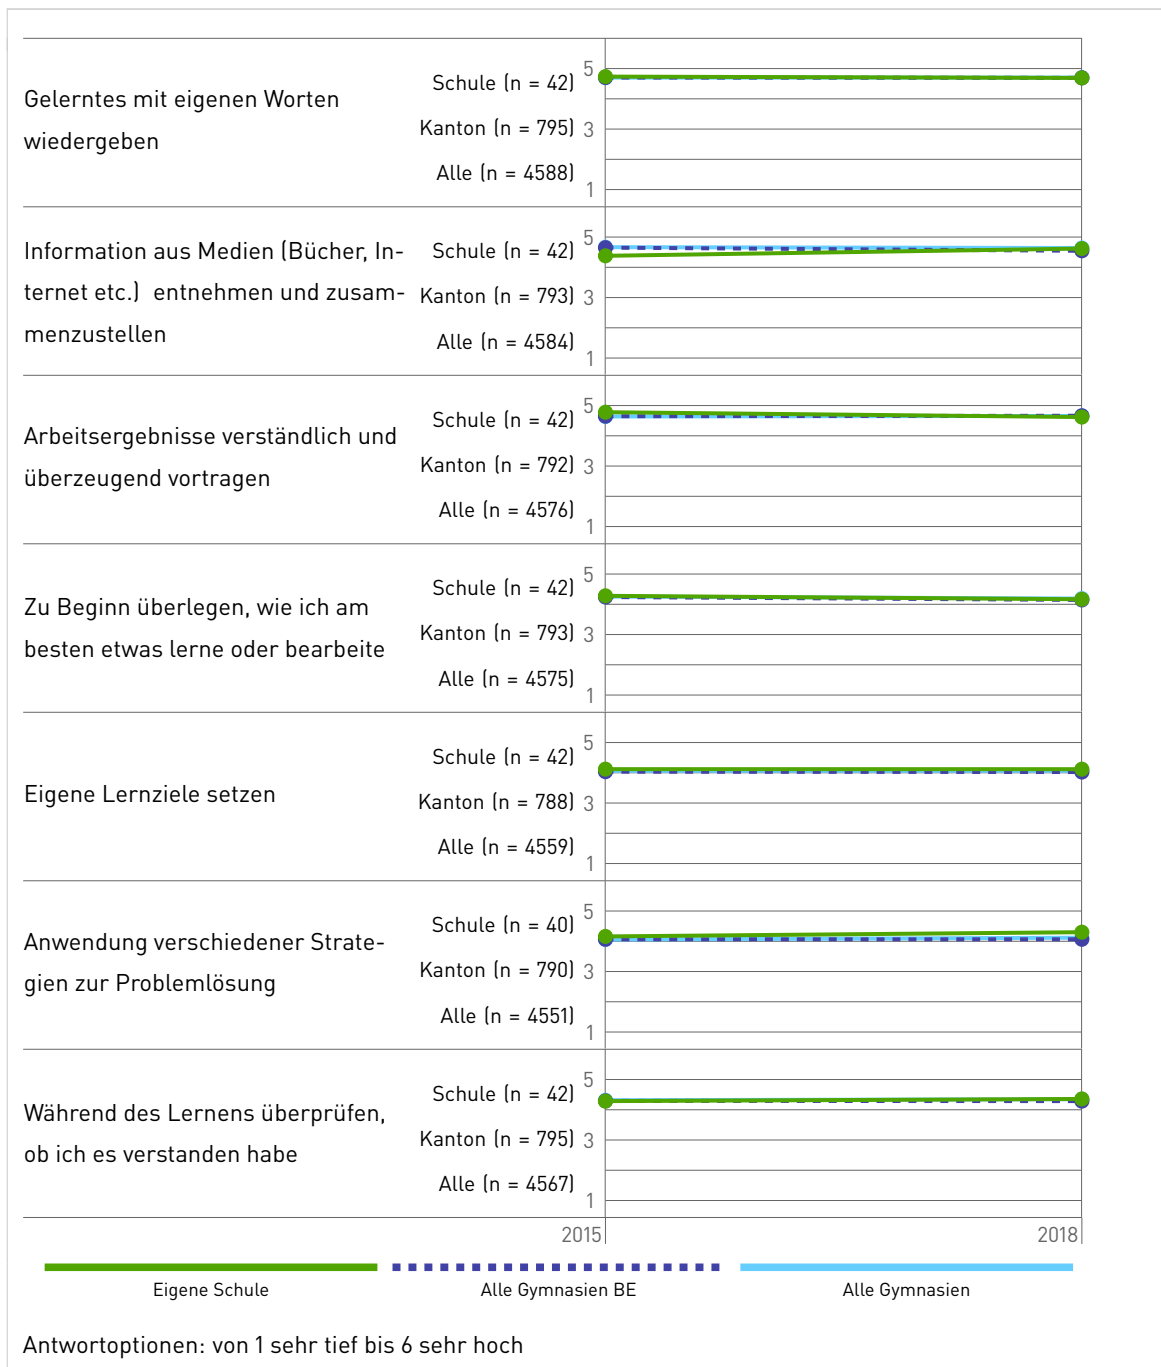 Gelerntes mit eigenen Worten
wiedergeben
Schule (n = 42)
Kanton (n = 795)
Alle (n = 4588)
5
3
1
Information aus Medien (Bücher, In-
ternet etc.) entnehmen und zusam-
menzustellen
Schule (n = 42)
Kanton (n = 793)
Alle (n = 4584)
5
3
1
Arbeitsergebnisse verständlich und
überzeugend vortragen
Schule (n = 42)
Kanton (n = 792)
Alle (n = 4576)
5
3
1
Zu Beginn überlegen, wie ich am
besten etwas lerne oder bearbeite
Schule (n = 42)
Kanton (n = 793)
Alle (n = 4575)
5
3
1
Eigene Lernziele setzen
Schule (n = 42)
Kanton (n = 788)
Alle (n = 4559)
5
3
1
Anwendung verschiedener Strate-
gien zur Problemlösung
Schule (n = 40)
Kanton (n = 790)
Alle (n = 4551)
5
3
1
Während des Lernens überprüfen,
ob ich es verstanden habe
Schule (n = 42)
Kanton (n = 795)
Alle (n = 4567)
5
3
1
2015 2018
Eigene Schule Alle Gymnasien BE Alle Gymnasien
Antwortoptionen: von 1 sehr tief bis 6 sehr hoch